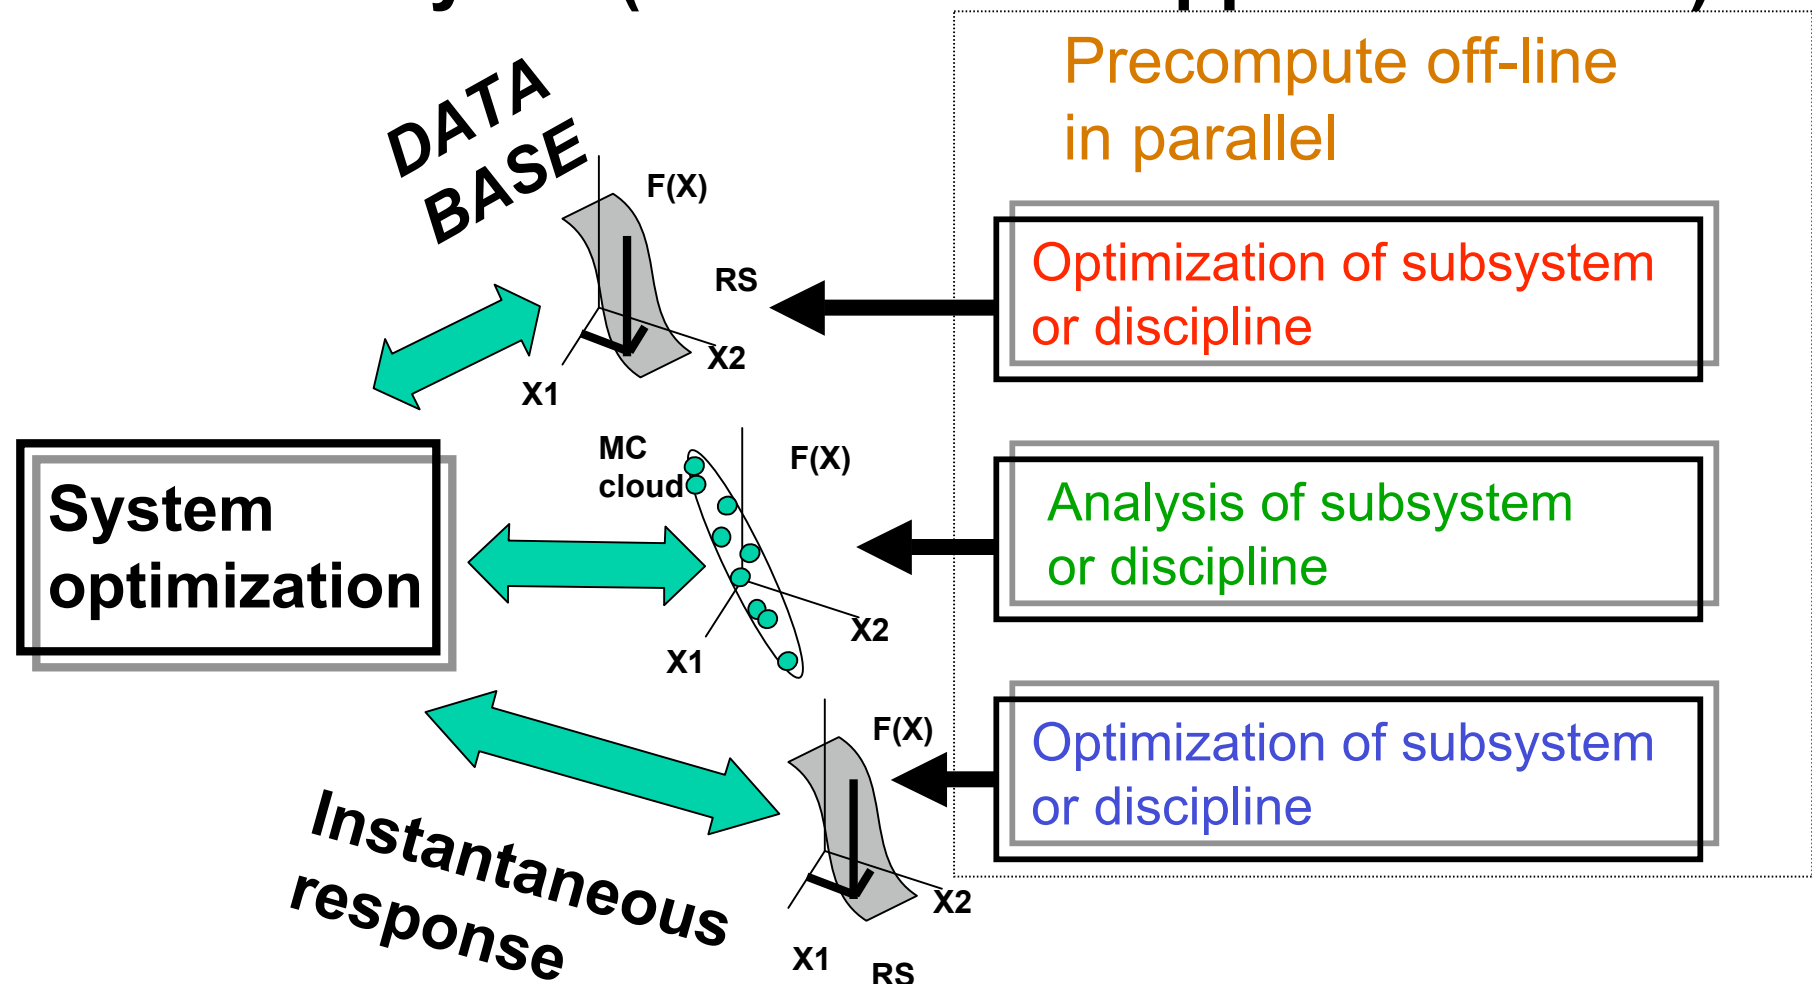 Precompute off-line
in parallel
DATA
BASE
F(X)
RS
X2
X1
Optimization of subsystem
or discipline
MC
cloud
F(X)
X2
X1
System
optimization
Analysis of subsystem
or discipline
F(X)
X2
X1
RS
Optimization of subsystem
or discipline
Instantaneous
response